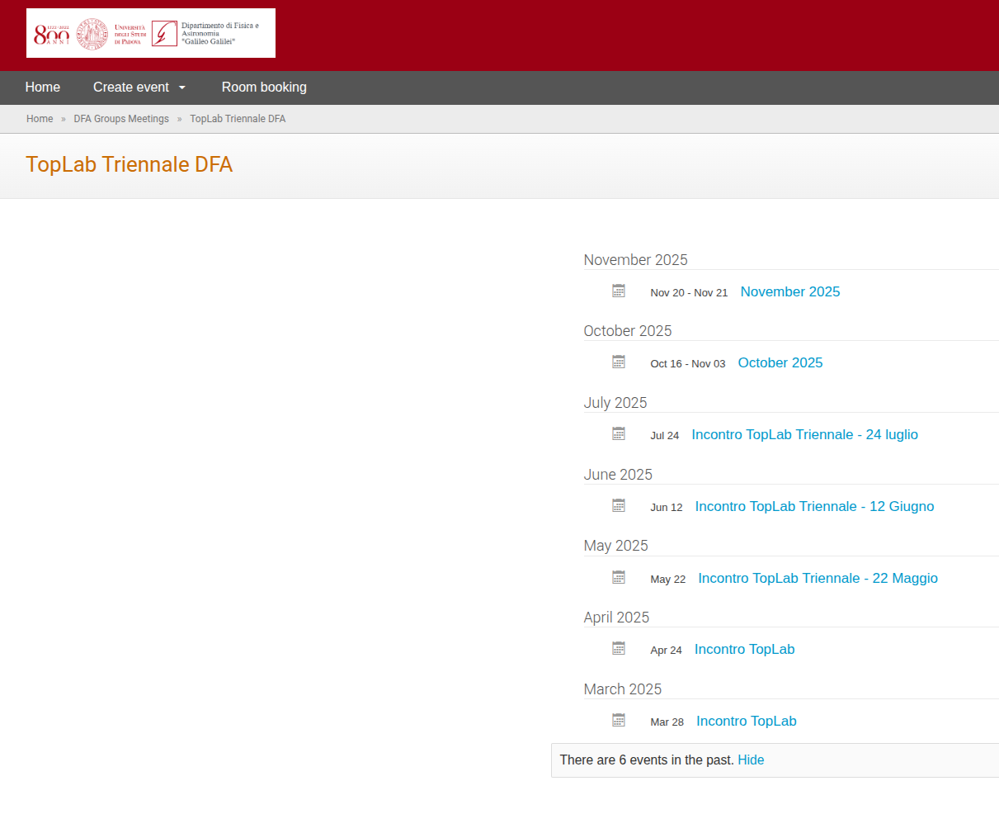 1222-2022
800
ANNI
UNIVERSITÀ
DEGLI STUDI
DI PADOVA
Dipartimento di Fisica e
Astronomia
"Galileo Galilei"
Home
Create event
Room booking
Home » DFA Groups Meetings » TopLab Triennale DFA
TopLab Triennale DFA
November 2025
Nov 20 - Nov 21 November 2025
October 2025
Oct 16 - Nov 03 October 2025
July 2025
Jul 24 Incontro TopLab Triennale - 24 luglio
June 2025
Jun 12 Incontro TopLab Triennale - 12 Giugno
May 2025
May 22 Incontro TopLab Triennale - 22 Maggio
April 2025
Apr 24 Incontro TopLab
March 2025
Mar 28 Incontro TopLab
There are 6 events in the past. Hide